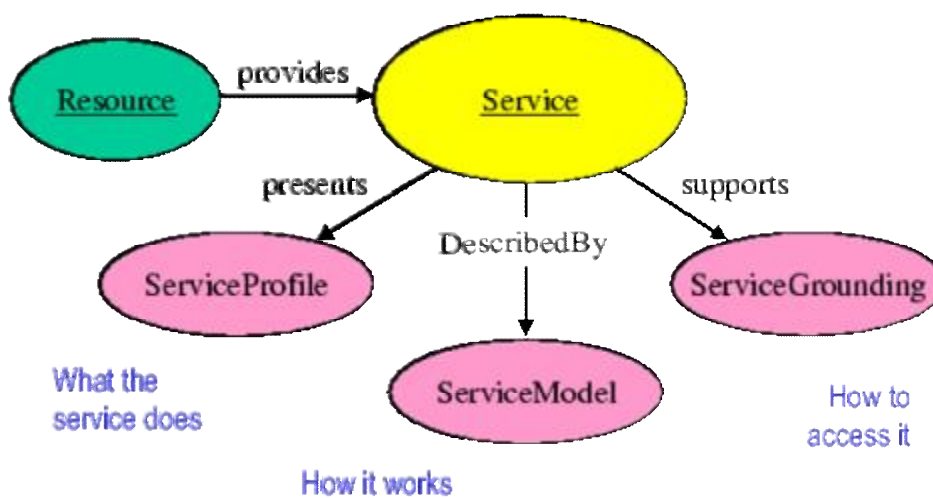 provides
Resource
Service
presents
supports
DescribedBy
ServiceProfile
ServiceGrounding
What the
service does
ServiceModel
How to
access it
How it works